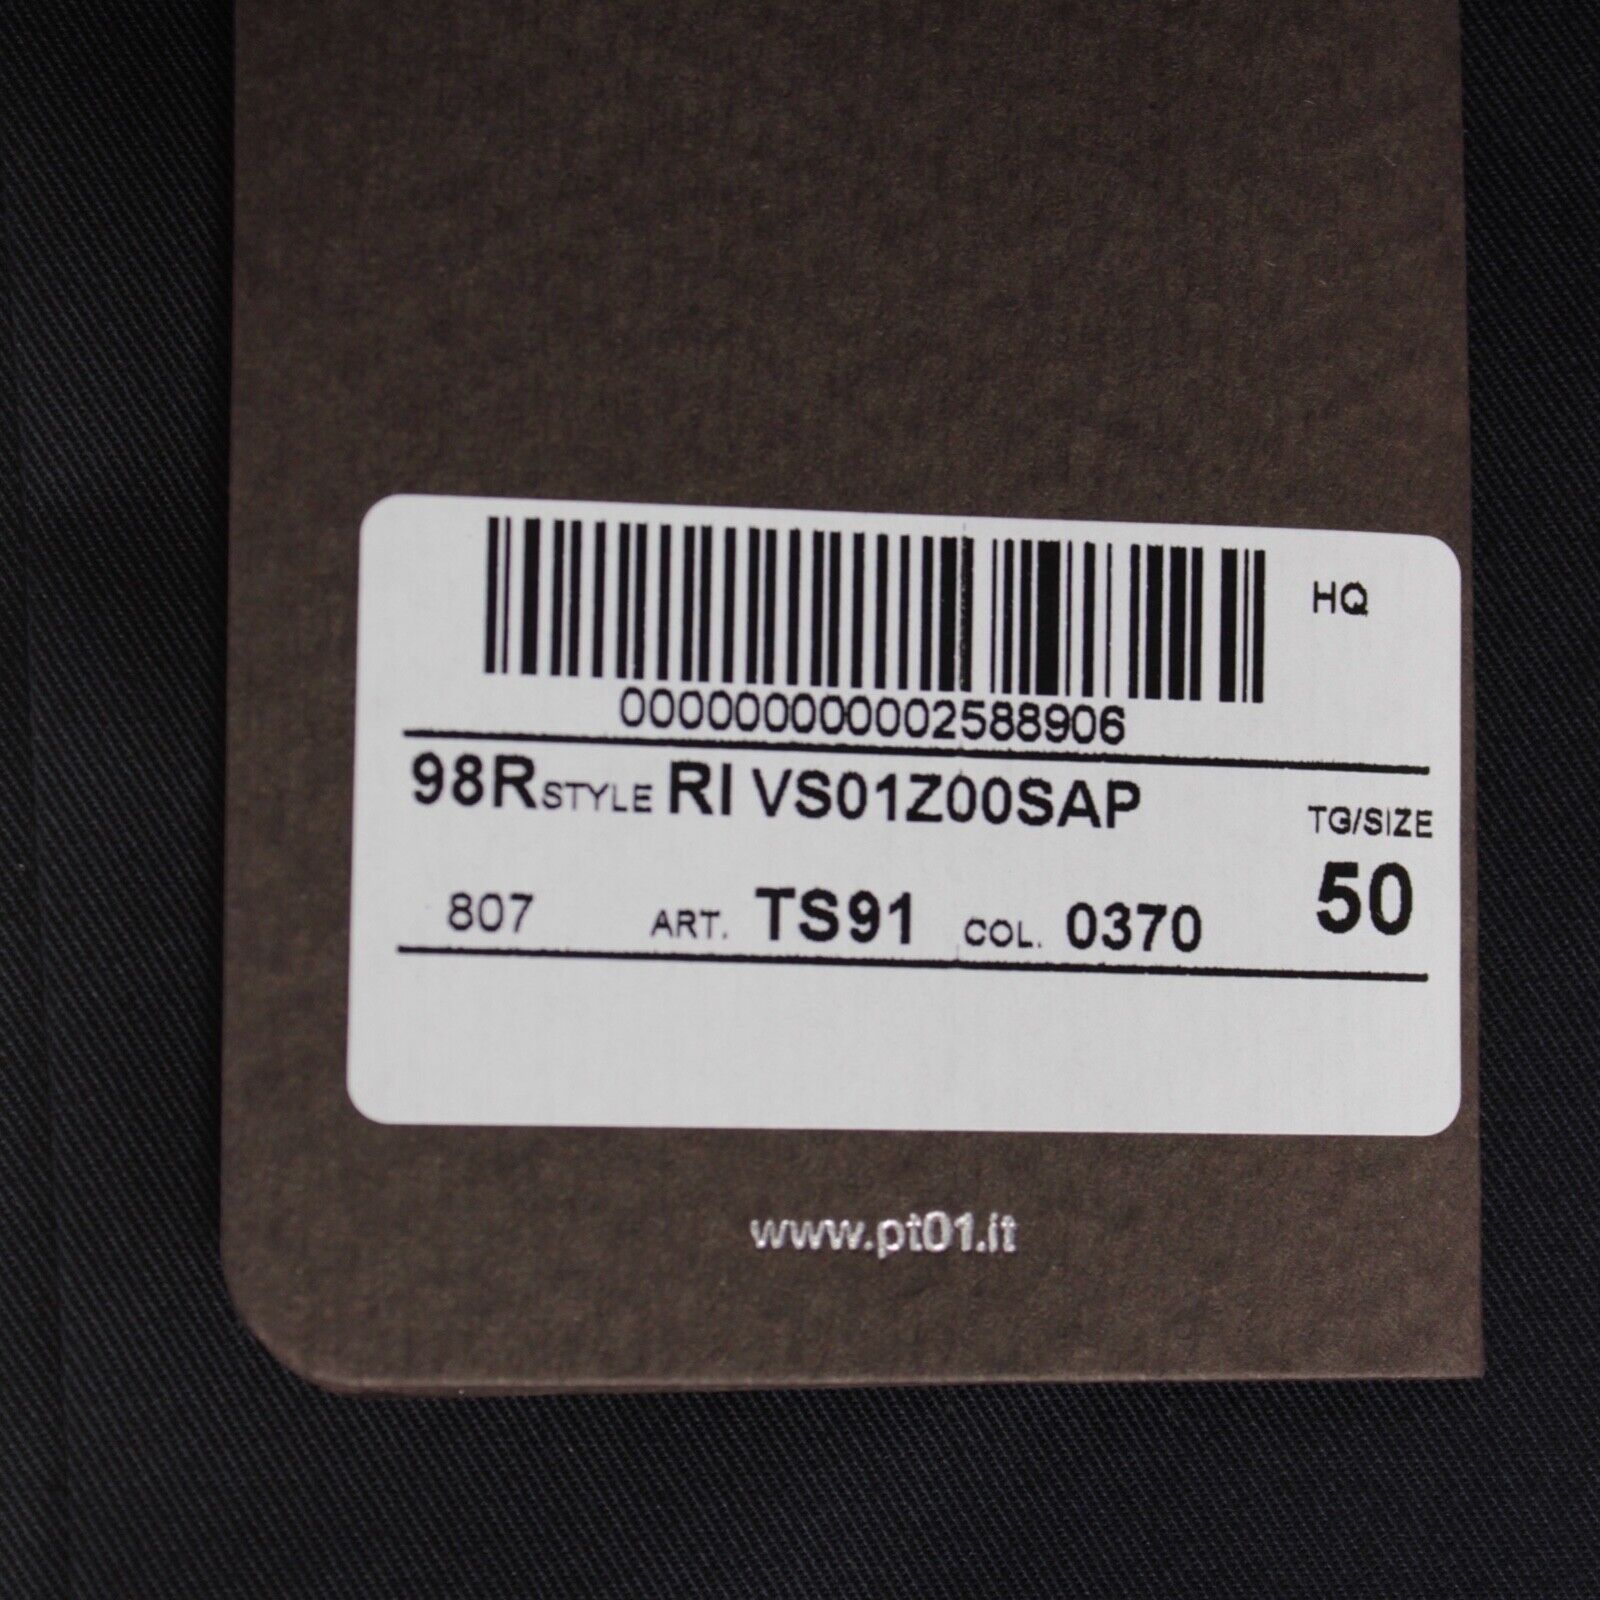 HQ
000000000002588906
98R STYLE RI VS01Z00SAP
TG/SIZE
50
807 ART. TS91 COL. 0370
www.pt01.it